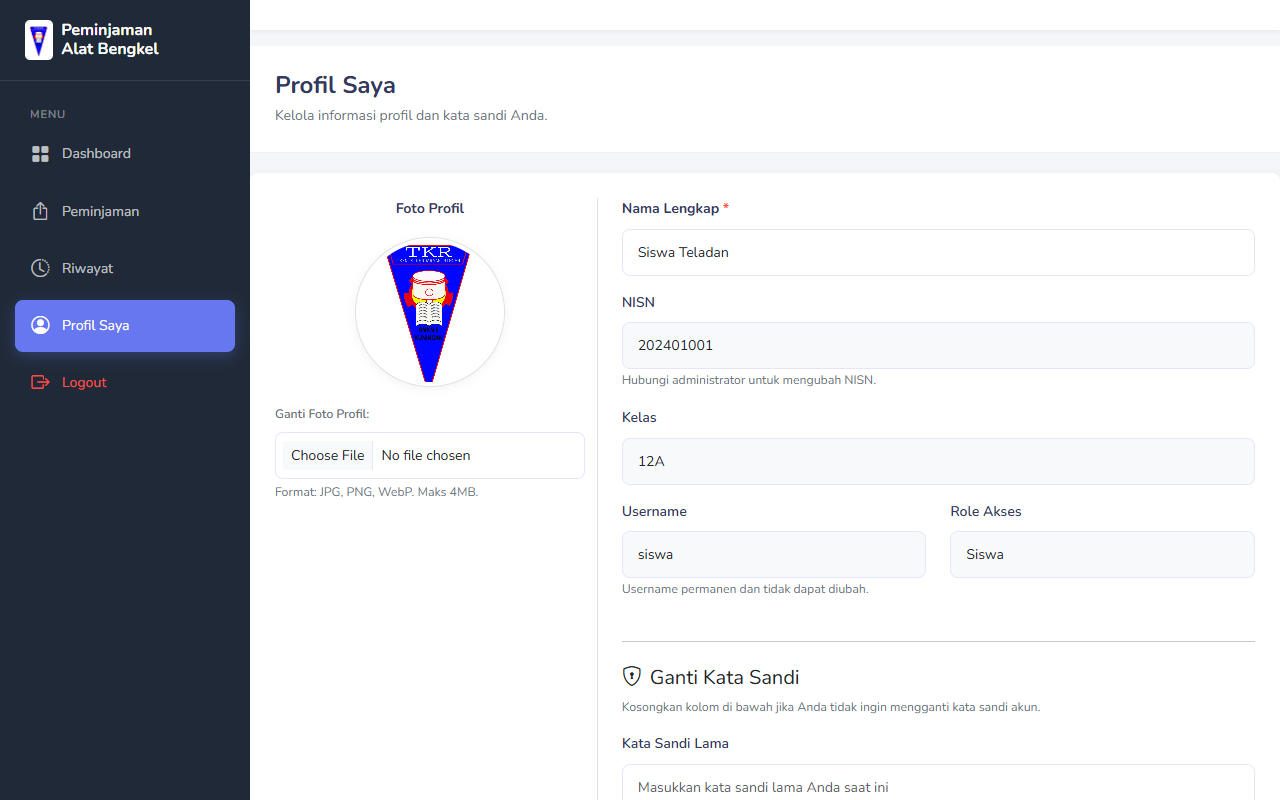 Peminjaman
Alat Bengkel
MENU
Dashboard
Peminjaman
Riwayat
Profil Saya
Logout
Profil Saya
Kelola informasi profil dan kata sandi Anda.
Foto Profil
TKR
Ganti Foto Profil:
Choose File No file chosen
Format: JPG, PNG, WebP. Maks 4MB.
Nama Lengkap *
Siswa Teladan
NISN
202401001
Hubungi administrator untuk mengubah NISN.
Kelas
12A
Username Role Akses
siswa Siswa
Username permanen dan tidak dapat diubah.
Ganti Kata Sandi
Kosongkan kolom di bawah jika Anda tidak ingin mengganti kata sandi akun.
Kata Sandi Lama
Masukkan kata sandi lama Anda saat ini